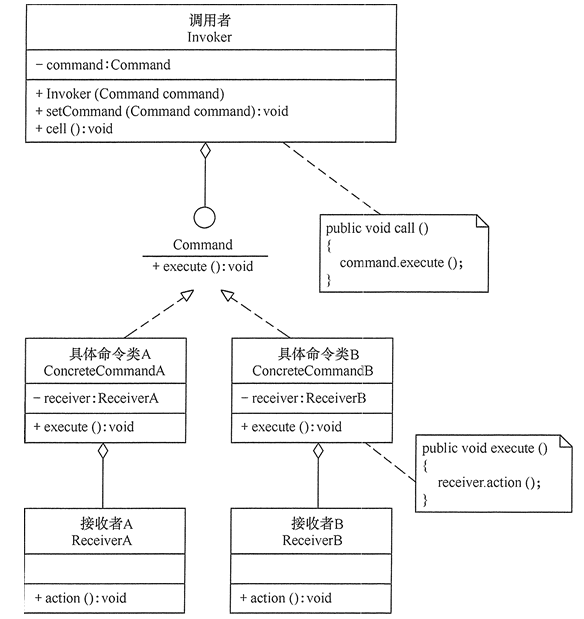 调用者
Invoker
- command:Command
+ Invoker (Command command)
+ setCommand (Command command):void
+ cell ():void
public void call ()
{
command.execute ();
}
Command
+ execute ():void
具体命令类A
ConcreteCommandA
- receiver:ReceiverA
+ execute ():void
具体命令类B
ConcreteCommandB
- receiver:ReceiverB
+ execute ():void
public void execute ()
{
receiver.action ();
}
接收者A
ReceiverA
+ action ():void
接收者B
ReceiverB
+ action ():void